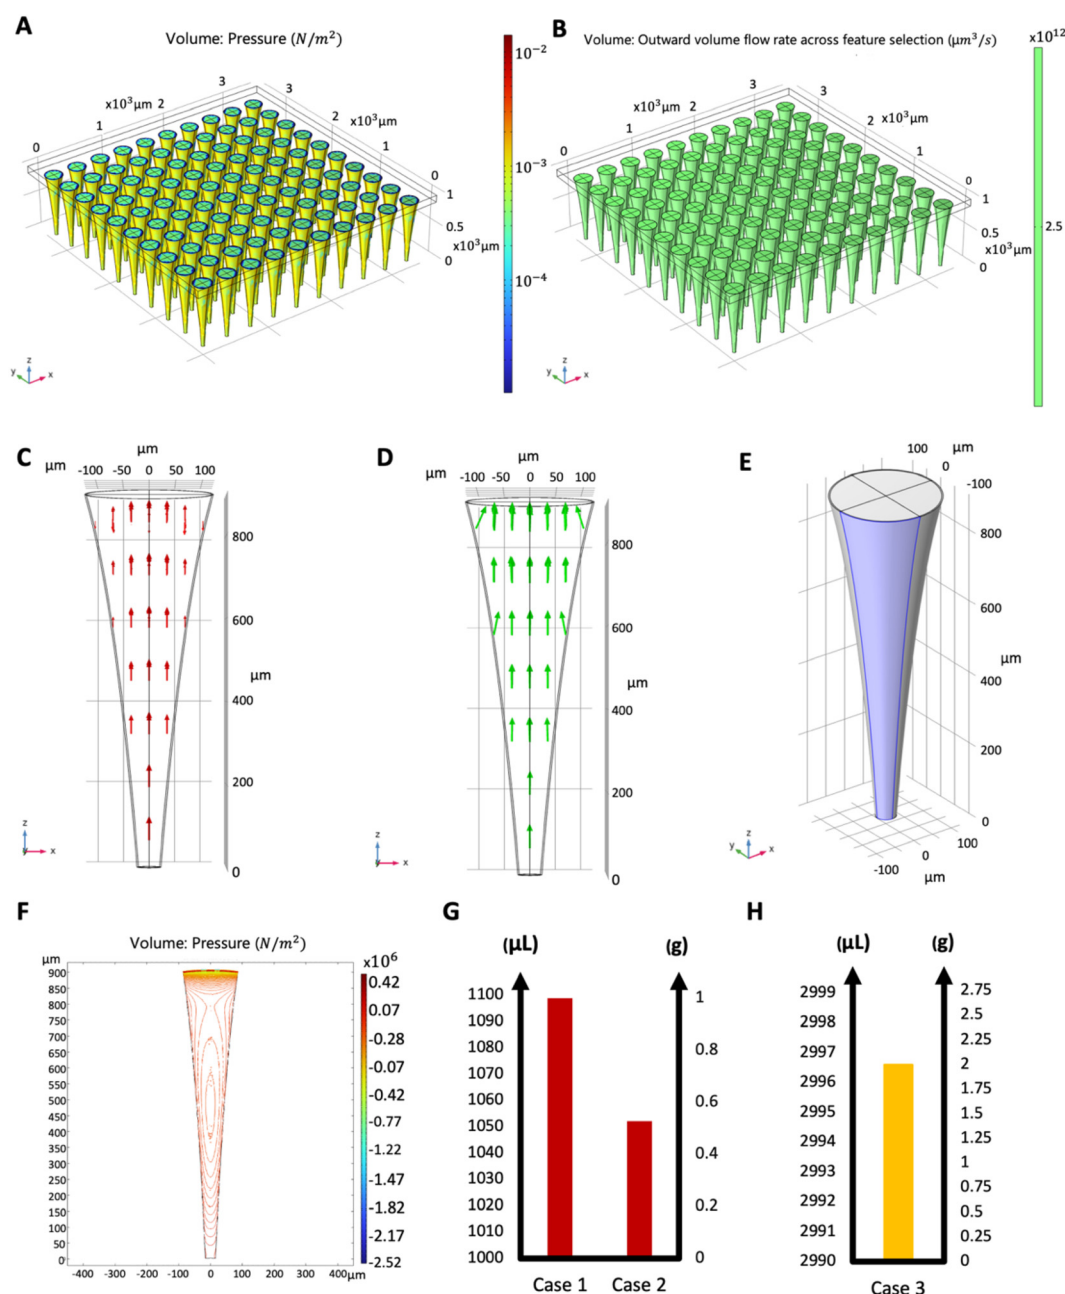 A
Volume: Pressure (N/m²)
10⁻²
10⁻³
10⁻⁴
0
1
2
3
x10³µm
3
2
1
0
x10³µm
1
0.5
0
x10³µm
z
y
x
B
Volume: Outward volume flow rate across feature selection (µm³/s)
x10¹²
2.5
0
1
2
3
x10³µm
3
2
1
0
x10³µm
1
0.5
0
x10³µm
z
y
x
C
µm
µm
-100 -50 0 50 100
800
600
µm
400
200
0
z
y
x
D
µm
µm
-100 -50 0 50 100
800
600
µm
400
200
0
z
y
x
E
100
0
-100
µm
800
600
µm
400
200
0
100
0
-100
µm
z
y
x
F
Volume: Pressure (N/m²)
µm
900
850
800
750
700
650
600
550
500
450
400
350
300
250
200
150
100
50
0
-400 -200 0 200 400 µm
x10⁶
0.42
0.07
-0.28
-0.07
-0.42
-0.77
-1.22
-1.47
-1.82
-2.17
-2.52
G
(µL)
(g)
1100
1090
1080
1070
1060
1050
1040
1030
1020
1010
1000
1
0.8
0.6
0.4
0.2
0
Case 1 Case 2
H
(µL)
(g)
2999
2998
2997
2996
2995
2994
2993
2992
2991
2990
2.75
2.5
2.25
2
1.75
1.5
1.25
1
0.75
0.5
0.25
0
Case 3